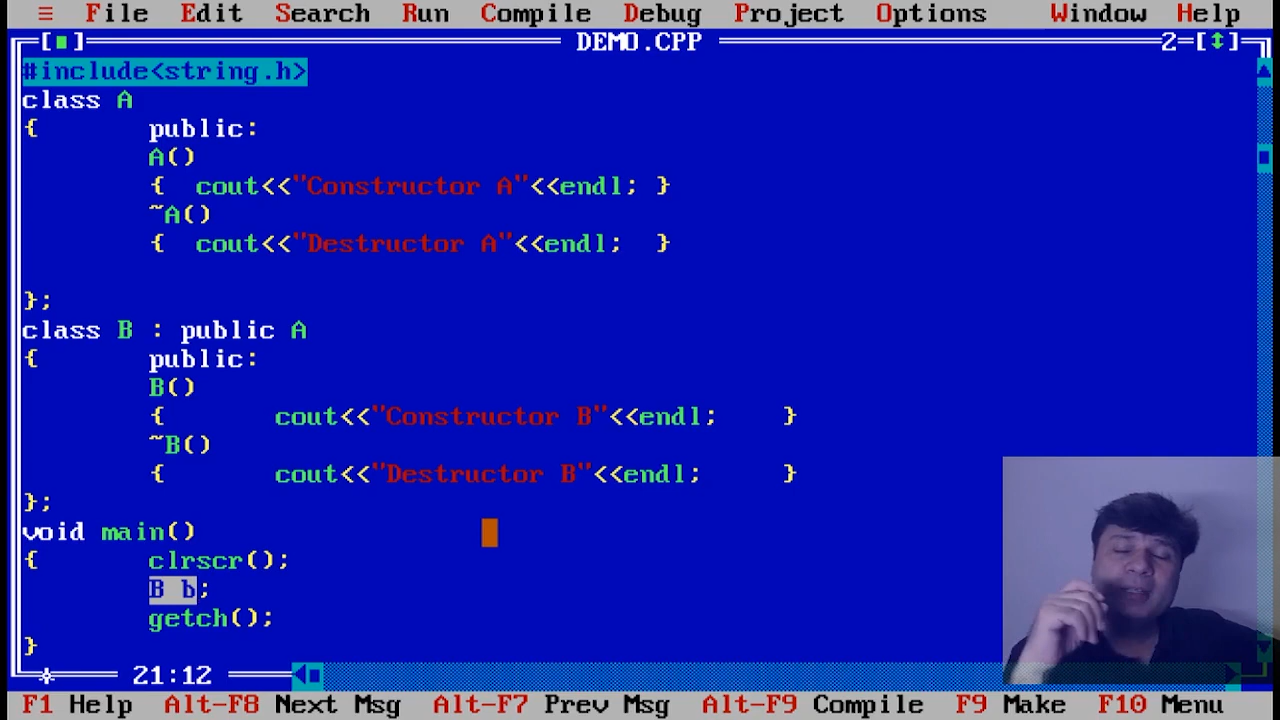 ≡ File Edit Search Run Compile Debug Project Options Window Help
[■] DEMO.CPP 2=[↕]
#include<string.h>
class A
{ public:
A()
{ cout<<"Constructor A"<<endl; }
~A()
{ cout<<"Destructor A"<<endl; }
};
class B : public A
{ public:
B()
{ cout<<"Constructor B"<<endl; }
~B()
{ cout<<"Destructor B"<<endl; }
};
void main()
{ clrscr();
B b;
getch();
}
21:12
F1 Help Alt-F8 Next Msg Alt-F7 Prev Msg Alt-F9 Compile F9 Make F10 Menu